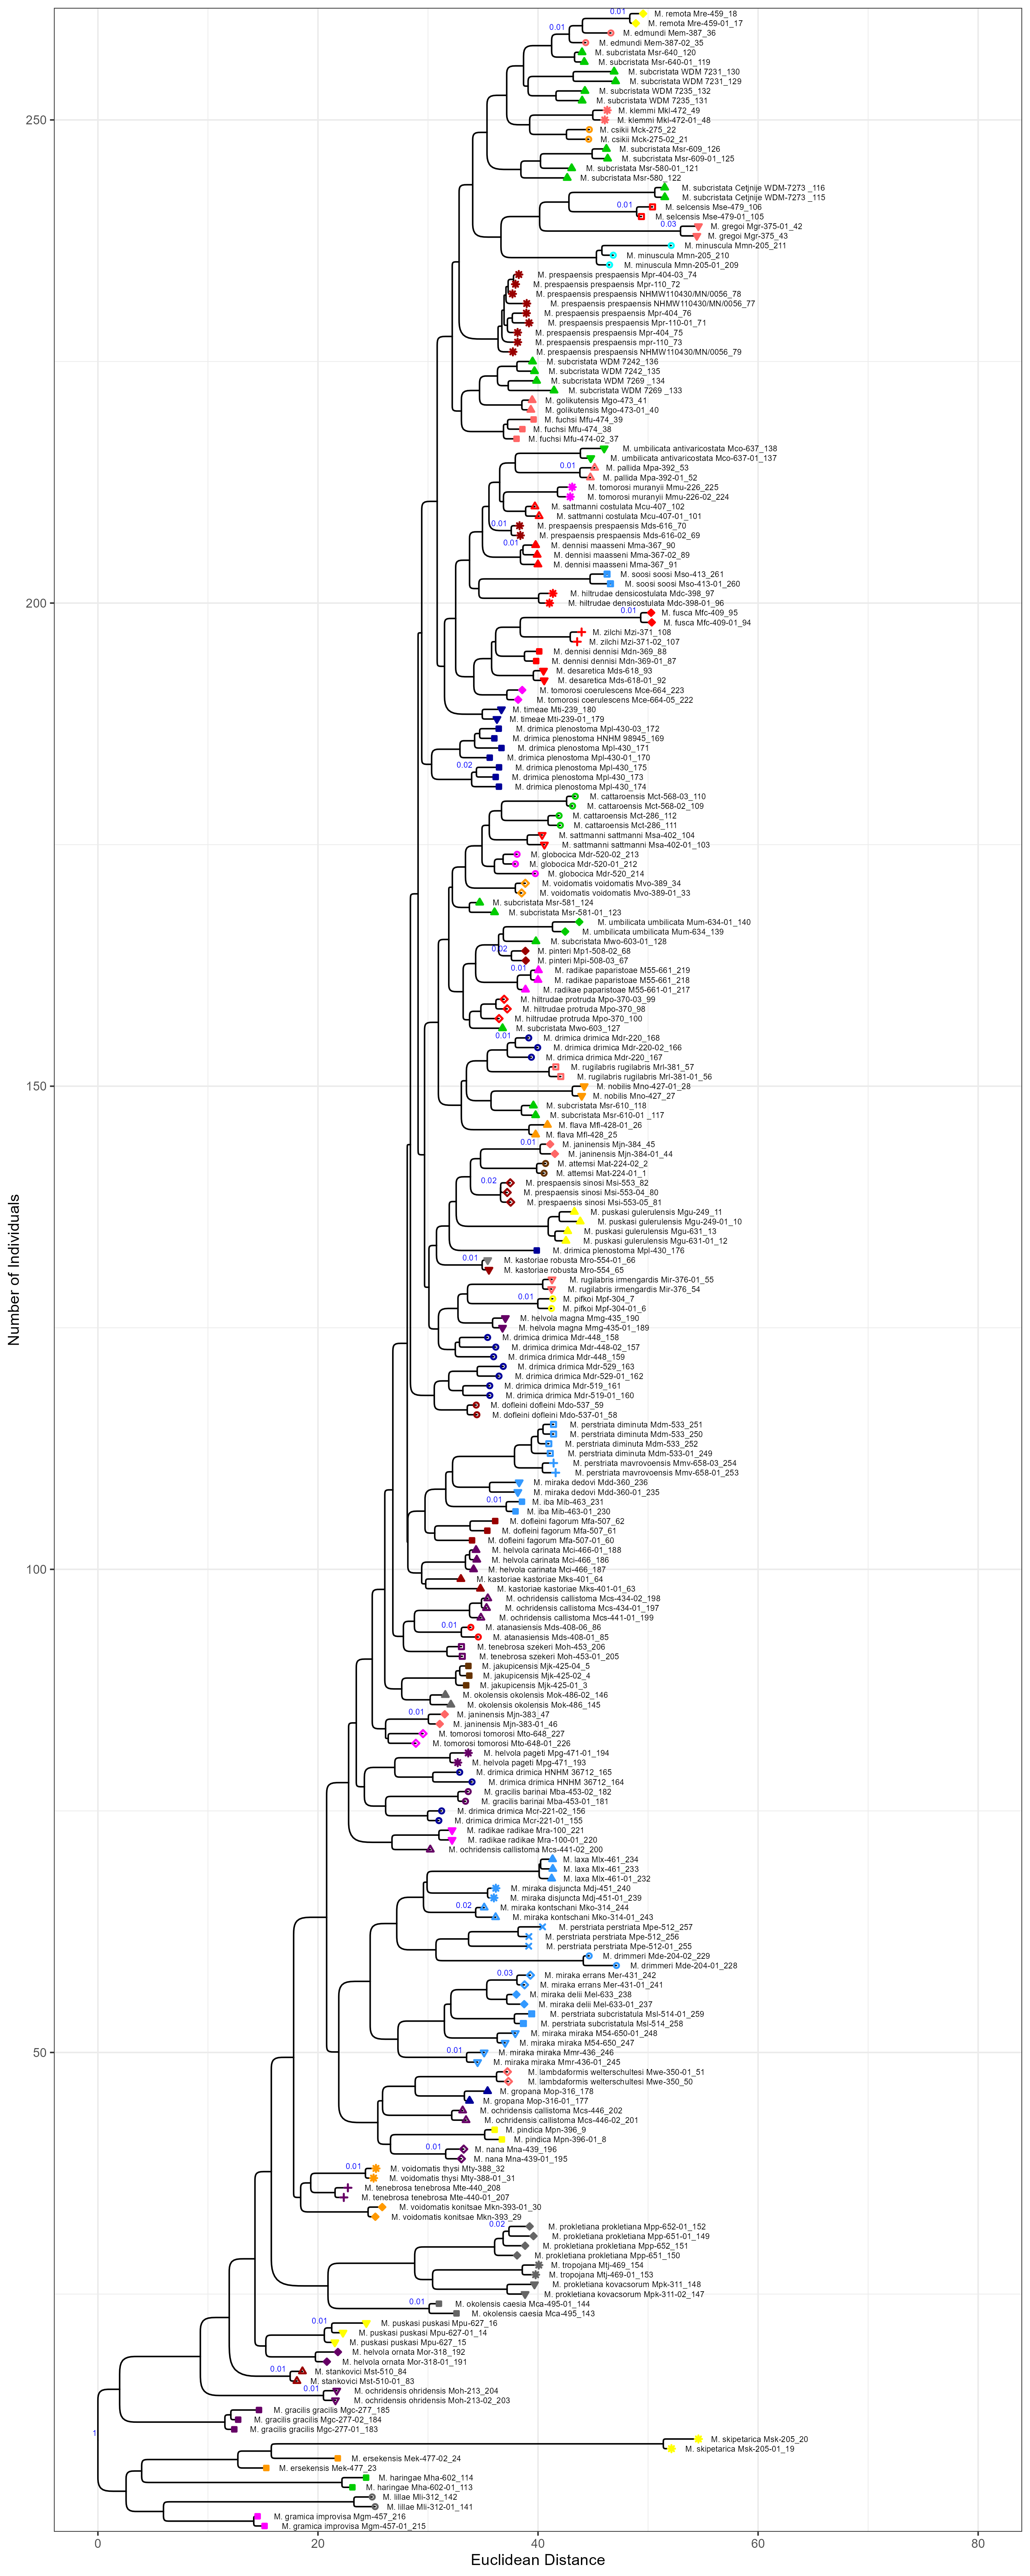 0.01
M. remota Mre-459_18
M. remota Mre-459-01_17
0.01
M. edmundi Mem-387_36
M. edmundi Mem-387-02_35
M. subcristata Msr-640_120
M. subcristata Msr-640-01_119
M. subcristata WDM 7231_130
M. subcristata WDM 7231_129
M. subcristata WDM 7235_132
M. subcristata WDM 7235_131
M. klemmi Mkl-472_49
250
M. klemmi Mkl-472-01_48
M. csikii Mck-275_22
M. csikii Mck-275-02_21
M. subcristata Msr-609_126
M. subcristata Msr-609-01_125
M. subcristata Msr-580-01_121
M. subcristata Msr-580_122
M. subcristata Cetjnije WDM-7273 _116
M. subcristata Cetjnije WDM-7273 _115
0.01
M. selcensis Mse-479_106
M. selcensis Mse-479-01_105
0.03
M. gregoi Mgr-375-01_42
M. gregoi Mgr-375_43
M. minuscula Mmn-205_211
M. minuscula Mmn-205_210
M. minuscula Mmn-205-01_209
M. prespaensis prespaensis Mpr-404-03_74
M. prespaensis prespaensis Mpr-110_72
M. prespaensis prespaensis NHMW110430/MN/0056_78
M. prespaensis prespaensis NHMW110430/MN/0056_77
M. prespaensis prespaensis Mpr-404_76
M. prespaensis prespaensis Mpr-110-01_71
M. prespaensis prespaensis Mpr-404_75
M. prespaensis prespaensis mpr-110_73
M. prespaensis prespaensis NHMW110430/MN/0056_79
M. subcristata WDM 7242_136
M. subcristata WDM 7242_135
M. subcristata WDM 7269 _134
M. subcristata WDM 7269 _133
M. golikutensis Mgo-473_41
M. golikutensis Mgo-473-01_40
M. fuchsi Mfu-474_39
M. fuchsi Mfu-474_38
M. fuchsi Mfu-474-02_37
M. umbilicata antivaricostata Mco-637_138
M. umbilicata antivaricostata Mco-637-01_137
0.01
M. pallida Mpa-392_53
M. pallida Mpa-392-01_52
M. tomorosi muranyii Mmu-226_225
M. tomorosi muranyii Mmu-226-02_224
M. sattmanni costulata Mcu-407_102
M. sattmanni costulata Mcu-407-01_101
0.01
M. prespaensis prespaensis Mds-616_70
M. prespaensis prespaensis Mds-616-02_69
0.01
M. dennisi maasseni Mma-367_90
M. dennisi maasseni Mma-367-02_89
M. dennisi maasseni Mma-367_91
M. soosi soosi Mso-413_261
M. soosi soosi Mso-413-01_260
M. hiltrudae densicostulata Mdc-398_97
200
M. hiltrudae densicostulata Mdc-398-01_96
0.01
M. fusca Mfc-409_95
M. fusca Mfc-409-01_94
M. zilchi Mzi-371_108
M. zilchi Mzi-371-02_107
M. dennisi dennisi Mdn-369_88
M. dennisi dennisi Mdn-369-01_87
M. desaretica Mds-618_93
M. desaretica Mds-618-01_92
M. tomorosi coerulescens Mce-664_223
M. tomorosi coerulescens Mce-664-05_222
M. timeae Mti-239_180
M. timeae Mti-239-01_179
M. drimica plenostoma Mpl-430-03_172
M. drimica plenostoma HNHM 98945_169
M. drimica plenostoma Mpl-430_171
M. drimica plenostoma Mpl-430-01_170
0.02
M. drimica plenostoma Mpl-430_175
M. drimica plenostoma Mpl-430_173
M. drimica plenostoma Mpl-430_174
M. cattaroensis Mct-568-03_110
M. cattaroensis Mct-568-02_109
M. cattaroensis Mct-286_112
M. cattaroensis Mct-286_111
M. sattmanni sattmanni Msa-402_104
M. sattmanni sattmanni Msa-402-01_103
M. globocica Mdr-520-02_213
M. globocica Mdr-520-01_212
M. globocica Mdr-520_214
M. voidomatis voidomatis Mvo-389_34
M. voidomatis voidomatis Mvo-389-01_33
M. subcristata Msr-581_124
M. subcristata Msr-581-01_123
M. umbilicata umbilicata Mum-634-01_140
M. umbilicata umbilicata Mum-634_139
M. subcristata Mwo-603-01_128
0.02
M. pinteri Mp1-508-02_68
M. pinteri Mpi-508-03_67
0.01
M. radikae paparistoae M55-661_219
M. radikae paparistoae M55-661_218
M. radikae paparistoae M55-661-01_217
M. hiltrudae protruda Mpo-370-03_99
M. hiltrudae protruda Mpo-370_98
M. hiltrudae protruda Mpo-370_100
M. subcristata Mwo-603_127
0.01
M. drimica drimica Mdr-220_168
M. drimica drimica Mdr-220-02_166
M. drimica drimica Mdr-220_167
M. rugilabris rugilabris Mrl-381_57
M. rugilabris rugilabris Mrl-381-01_56
150
M. nobilis Mno-427-01_28
M. nobilis Mno-427_27
M. subcristata Msr-610_118
M. subcristata Msr-610-01 _117
M. flava Mfl-428-01_26
M. flava Mfl-428_25
0.01
M. janinensis Mjn-384_45
M. janinensis Mjn-384-01_44
M. attemsi Mat-224-02_2
M. attemsi Mat-224-01_1
0.02
M. prespaensis sinosi Msi-553_82
M. prespaensis sinosi Msi-553-04_80
M. prespaensis sinosi Msi-553-05_81
M. puskasi gulerulensis Mgu-249_11
M. puskasi gulerulensis Mgu-249-01_10
M. puskasi gulerulensis Mgu-631_13
M. puskasi gulerulensis Mgu-631-01_12
M. drimica plenostoma Mpl-430_176
0.01
M. kastoriae robusta Mro-554-01_66
M. kastoriae robusta Mro-554_65
M. rugilabris irmengardis Mir-376-01_55
M. rugilabris irmengardis Mir-376_54
0.01
M. pifkoi Mpf-304_7
M. pifkoi Mpf-304-01_6
M. helvola magna Mmg-435_190
M. helvola magna Mmg-435-01_189
M. drimica drimica Mdr-448_158
M. drimica drimica Mdr-448-02_157
M. drimica drimica Mdr-448_159
M. drimica drimica Mdr-529_163
M. drimica drimica Mdr-529-01_162
M. drimica drimica Mdr-519_161
M. drimica drimica Mdr-519-01_160
M. dofleini dofleini Mdo-537_59
M. dofleini dofleini Mdo-537-01_58
M. perstriata diminuta Mdm-533_251
M. perstriata diminuta Mdm-533_250
M. perstriata diminuta Mdm-533_252
M. perstriata diminuta Mdm-533-01_249
M. perstriata mavrovoensis Mmv-658-03_254
M. perstriata mavrovoensis Mmv-658-01_253
M. miraka dedovi Mdd-360_236
M. miraka dedovi Mdd-360-01_235
0.01
M. iba Mib-463_231
M. iba Mib-463-01_230
M. dofleini fagorum Mfa-507_62
M. dofleini fagorum Mfa-507_61
M. dofleini fagorum Mfa-507-01_60
M. helvola carinata Mci-466-01_188
M. helvola carinata Mci-466_186
100
M. helvola carinata Mci-466_187
M. kastoriae kastoriae Mks-401_64
M. kastoriae kastoriae Mks-401-01_63
M. ochridensis callistoma Mcs-434-02_198
M. ochridensis callistoma Mcs-434-01_197
M. ochridensis callistoma Mcs-441-01_199
0.01
M. atanasiensis Mds-408-06_86
M. atanasiensis Mds-408-01_85
M. tenebrosa szekeri Moh-453_206
M. tenebrosa szekeri Moh-453-01_205
M. jakupicensis Mjk-425-04_5
M. jakupicensis Mjk-425-02_4
M. jakupicensis Mjk-425-01_3
M. okolensis okolensis Mok-486-02_146
M. okolensis okolensis Mok-486_145
0.01
M. janinensis Mjn-383_47
M. janinensis Mjn-383-01_46
M. tomorosi tomorosi Mto-648_227
M. tomorosi tomorosi Mto-648-01_226
M. helvola pageti Mpg-471-01_194
M. helvola pageti Mpg-471_193
M. drimica drimica HNHM 36712_165
M. drimica drimica HNHM 36712_164
M. gracilis barinai Mba-453-02_182
M. gracilis barinai Mba-453-01_181
M. drimica drimica Mcr-221-02_156
M. drimica drimica Mcr-221-01_155
M. radikae radikae Mra-100_221
M. radikae radikae Mra-100-01_220
M. ochridensis callistoma Mcs-441-02_200
M. laxa Mlx-461_234
M. laxa Mlx-461_233
M. laxa Mlx-461-01_232
M. miraka disjuncta Mdj-451_240
M. miraka disjuncta Mdj-451-01_239
0.02
M. miraka kontschani Mko-314_244
M. miraka kontschani Mko-314-01_243
M. perstriata perstriata Mpe-512_257
M. perstriata perstriata Mpe-512_256
M. perstriata perstriata Mpe-512-01_255
M. drimmeri Mde-204-02_229
M. drimmeri Mde-204-01_228
0.03
M. miraka errans Mer-431_242
M. miraka errans Mer-431-01_241
M. miraka delii Mel-633_238
M. miraka delii Mel-633-01_237
M. perstriata subcristatula Msl-514-01_259
M. perstriata subcristatula Msl-514_258
M. miraka miraka M54-650-01_248
M. miraka miraka M54-650_247
50
0.01
M. miraka miraka Mmr-436_246
M. miraka miraka Mmr-436-01_245
M. lambdaformis welterschultesi Mwe-350-01_51
M. lambdaformis welterschultesi Mwe-350_50
M. gropana Mop-316_178
M. gropana Mop-316-01_177
M. ochridensis callistoma Mcs-446_202
M. ochridensis callistoma Mcs-446-02_201
M. pindica Mpn-396_9
M. pindica Mpn-396-01_8
0.01
M. nana Mna-439_196
M. nana Mna-439-01_195
0.01
M. voidomatis thysi Mty-388_32
M. voidomatis thysi Mty-388-01_31
M. tenebrosa tenebrosa Mte-440_208
M. tenebrosa tenebrosa Mte-440-01_207
M. voidomatis konitsae Mkn-393-01_30
M. voidomatis konitsae Mkn-393_29
0.02
M. prokletiana prokletiana Mpp-652-01_152
M. prokletiana prokletiana Mpp-651-01_149
M. prokletiana prokletiana Mpp-652_151
M. prokletiana prokletiana Mpp-651_150
M. tropojana Mtj-469_154
M. tropojana Mtj-469-01_153
M. prokletiana kovacsorum Mpk-311_148
M. prokletiana kovacsorum Mpk-311-02_147
0.01
M. okolensis caesia Mca-495-01_144
M. okolensis caesia Mca-495_143
0.01
M. puskasi puskasi Mpu-627_16
M. puskasi puskasi Mpu-627-01_14
M. puskasi puskasi Mpu-627_15
M. helvola ornata Mor-318_192
M. helvola ornata Mor-318-01_191
0.01
M. stankovici Mst-510_84
M. stankovici Mst-510-01_83
0.01
M. ochridensis ohridensis Moh-213_204
M. ochridensis ohridensis Moh-213-02_203
M. gracilis gracilis Mgc-277_185
M. gracilis gracilis Mgc-277-02_184
M. gracilis gracilis Mgc-277-01_183
1
M. skipetarica Msk-205_20
M. skipetarica Msk-205-01_19
M. ersekensis Mek-477-02_24
M. ersekensis Mek-477_23
M. haringae Mha-602_114
M. haringae Mha-602-01_113
M. lillae Mli-312_142
M. lillae Mli-312-01_141
M. gramica improvisa Mgm-457_216
M. gramica improvisa Mgm-457-01_215
0 20 40 60 80
Euclidean Distance
Number of Individuals